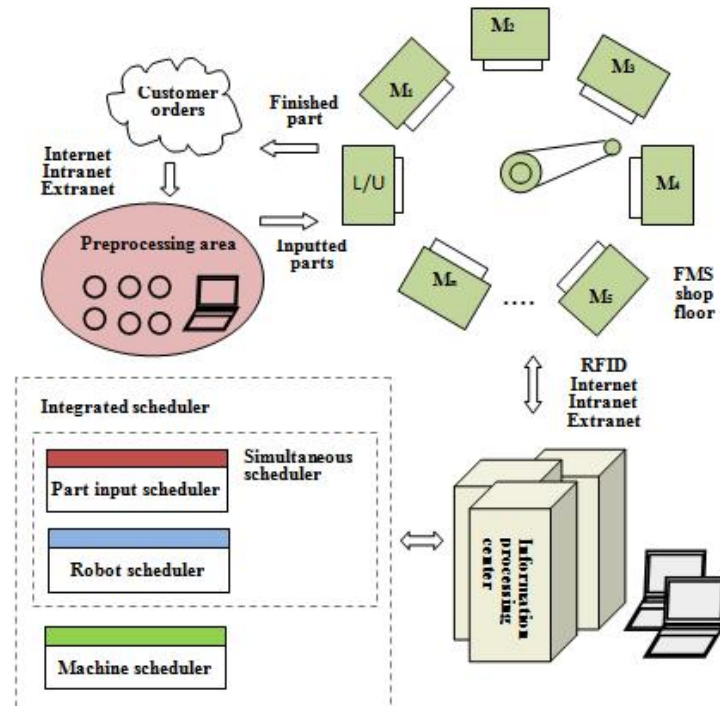 M₂
M₁
M₃
Customer
orders
Finished
part
Internet
Intranet
Extranet
L/U
M₄
Preprocessing area
Inputted
parts
Mₙ
....
M₅
FMS
shop
floor
RFID
Internet
Intranet
Extranet
Integrated scheduler
Simultaneous
scheduler
Part input scheduler
Robot scheduler
Machine scheduler
Information
processing
center